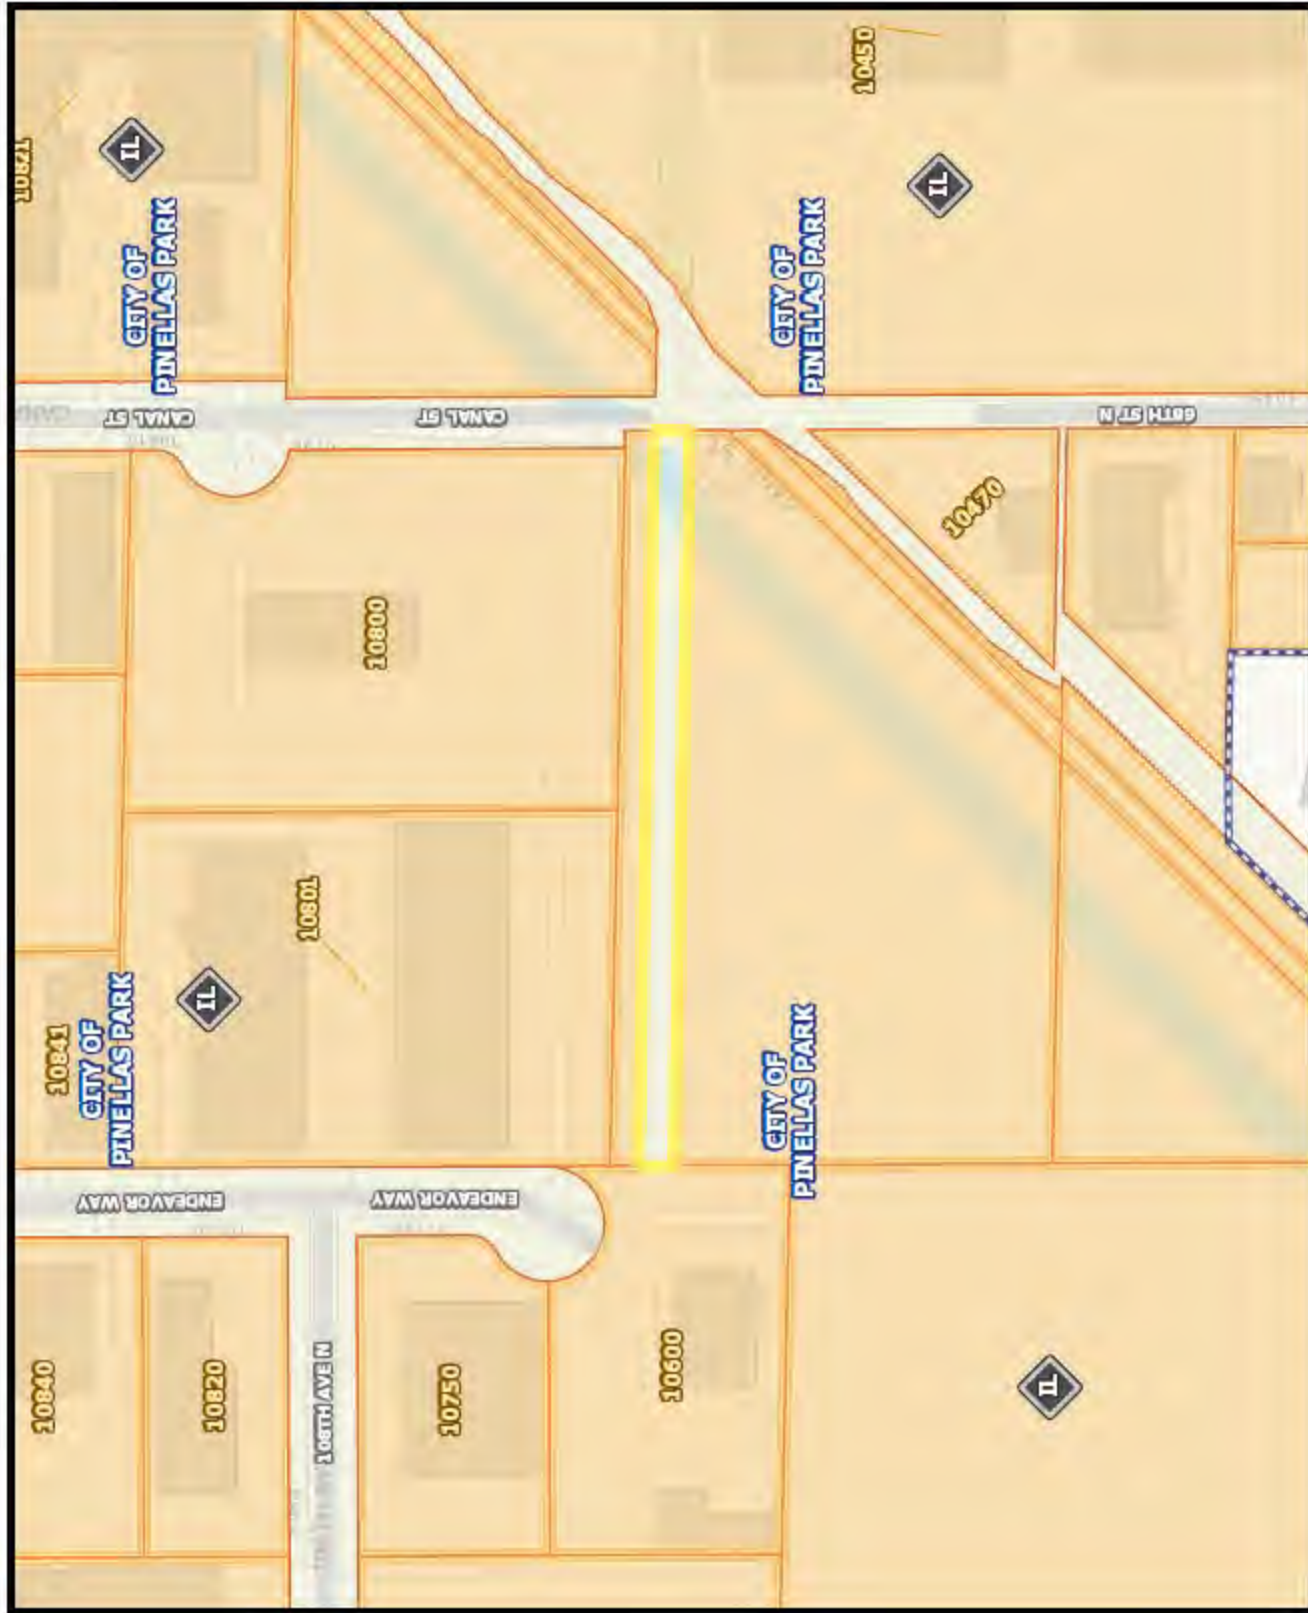 10821
IL
CITY OF
PINELLAS PARK
10450
IL
CITY OF
PINELLAS PARK
CANAL ST
CANAL ST
68TH ST N
10470
10800
10801
IL
10841
CITY OF
PINELLAS PARK
CITY OF
PINELLAS PARK
ENDEAVOR WAY
ENDEAVOR WAY
10840
10820
108TH AVE N
10750
10600
IL